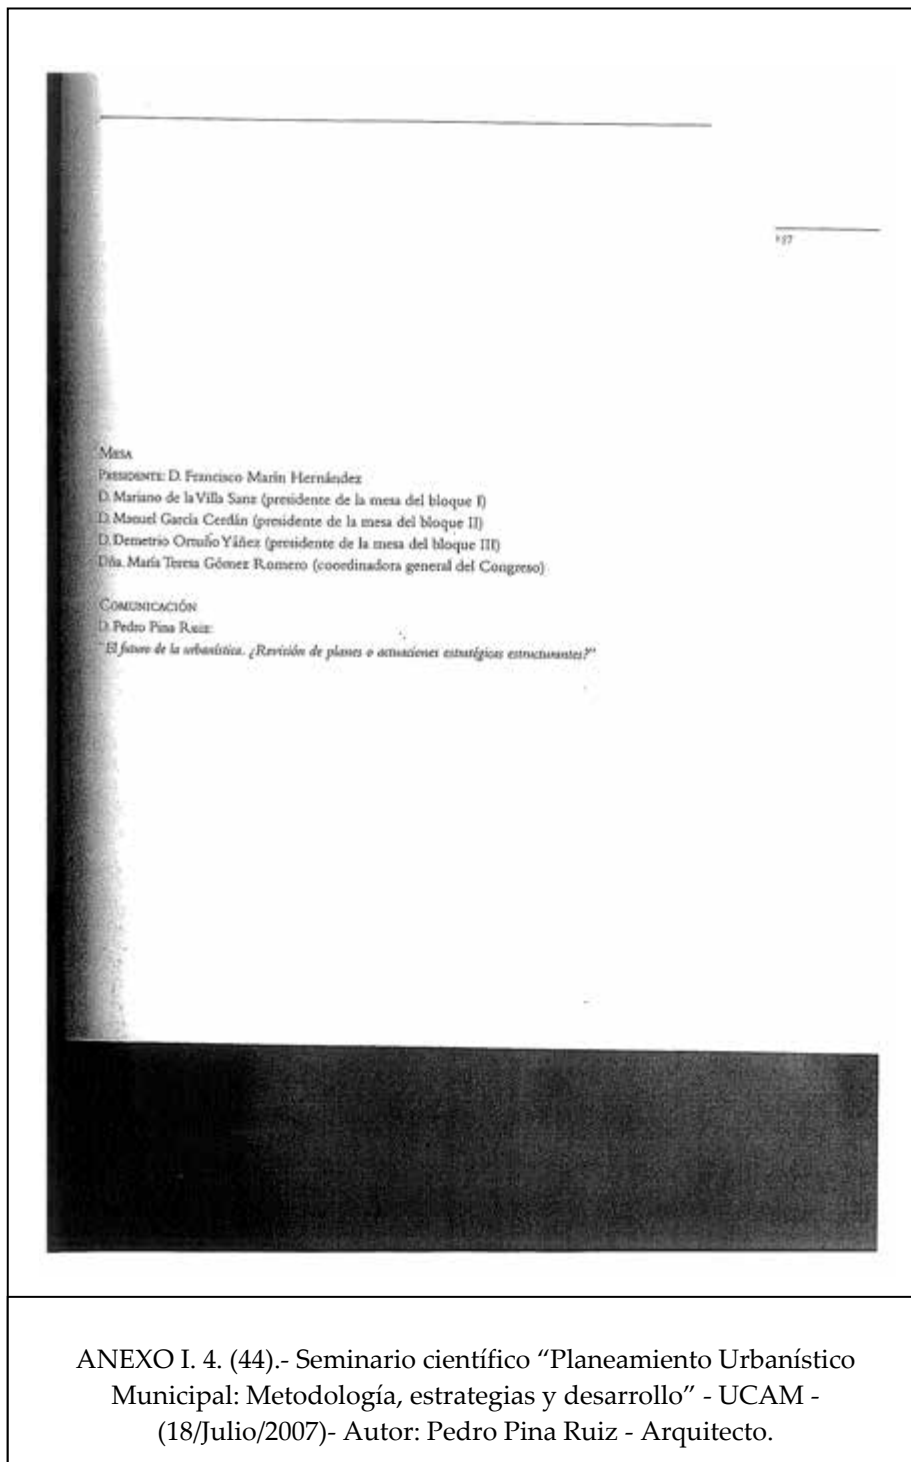 MESA
PRESIDENTE: D. Francisco Marín Hernández
D. Mariano de la Villa Sanz (presidente de la mesa del bloque I)
D. Manuel García Cerdán (presidente de la mesa del bloque II)
D. Demetrio Ortuño Yáñez (presidente de la mesa del bloque III)
Dña. María Teresa Gómez Romero (coordinadora general del Congreso)
COMUNICACIÓN
D. Pedro Pina Ruiz:
"El futuro de la urbanística. ¿Revisión de planes o actuaciones estratégicas estructurantes?"
ANEXO I. 4. (44).- Seminario científico “Planeamiento Urbanístico
Municipal: Metodología, estrategias y desarrollo” - UCAM -
(18/Julio/2007)- Autor: Pedro Pina Ruiz - Arquitecto.